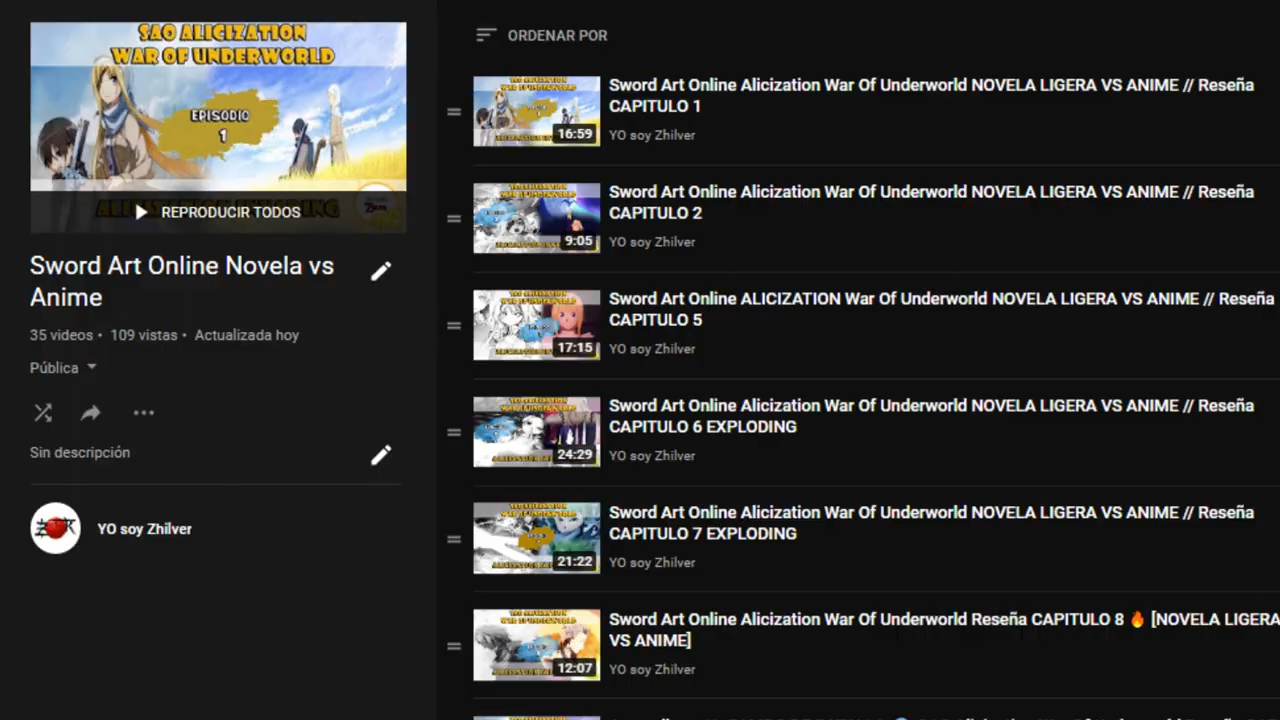 SAO ALICIZATION
WAR OF UNDERWORLD
EPISODIO
1
REPRODUCIR TODOS
Sword Art Online Novela vs
Anime
35 videos • 109 vistas • Actualizada hoy
Pública
Sin descripción
YO soy Zhilver
ORDENAR POR
Sword Art Online Alicization War Of Underworld NOVELA LIGERA VS ANIME // Reseña
CAPITULO 1
16:59
YO soy Zhilver
Sword Art Online Alicization War Of Underworld NOVELA LIGERA VS ANIME // Reseña
CAPITULO 2
9:05
YO soy Zhilver
Sword Art Online ALICIZATION War Of Underworld NOVELA LIGERA VS ANIME // Reseña
CAPITULO 5
17:15
YO soy Zhilver
Sword Art Online Alicization War Of Underworld NOVELA LIGERA VS ANIME // Reseña
CAPITULO 6 EXPLODING
24:29
YO soy Zhilver
Sword Art Online Alicization War Of Underworld NOVELA LIGERA VS ANIME // Reseña
CAPITULO 7 EXPLODING
21:22
YO soy Zhilver
Sword Art Online Alicization War Of Underworld Reseña CAPITULO 8 🔥 [NOVELA LIGERA
VS ANIME]
12:07
YO soy Zhilver